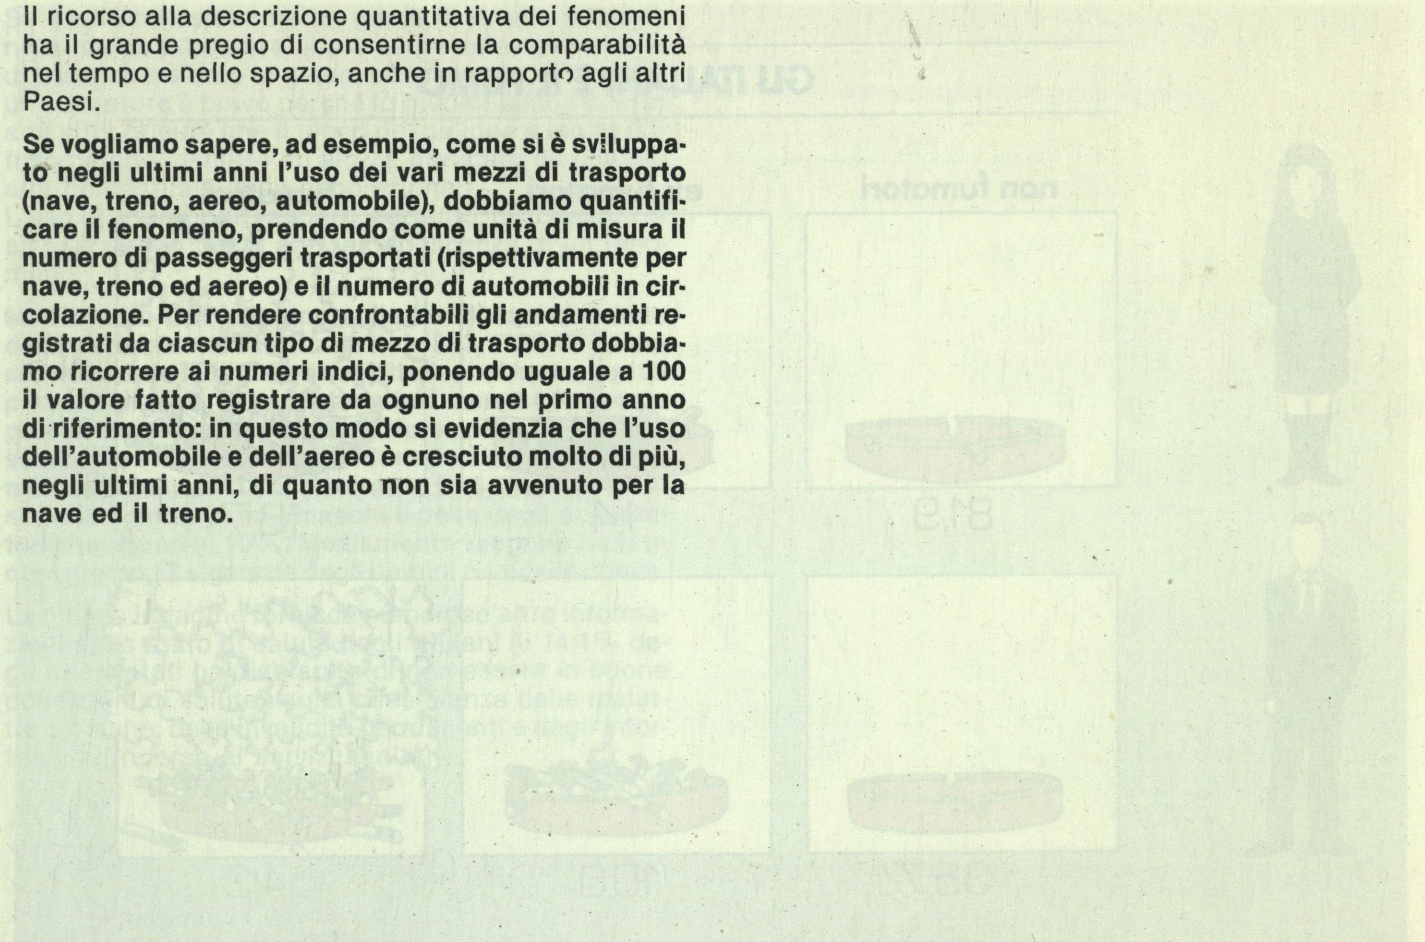 Il ricorso alla descrizione quantitativa dei fenomeni
ha il grande pregio di consentirne la comparabilità
nel tempo e nello spazio, anche in rapporto agli altri
Paesi.
Se vogliamo sapere, ad esempio, come si è sviluppa-
to negli ultimi anni l'uso dei vari mezzi di trasporto
(nave, treno, aereo, automobile), dobbiamo quantifi-
care il fenomeno, prendendo come unità di misura il
numero di passeggeri trasportati (rispettivamente per
nave, treno ed aereo) e il numero di automobili in cir-
colazione. Per rendere confrontabili gli andamenti re-
gistrati da ciascun tipo di mezzo di trasporto dobbia-
mo ricorrere ai numeri indici, ponendo uguale a 100
il valore fatto registrare da ognuno nel primo anno
di riferimento: in questo modo si evidenzia che l'uso
dell'automobile e dell'aereo è cresciuto molto di più,
negli ultimi anni, di quanto non sia avvenuto per la
nave ed il treno.
non fumatori
81,9